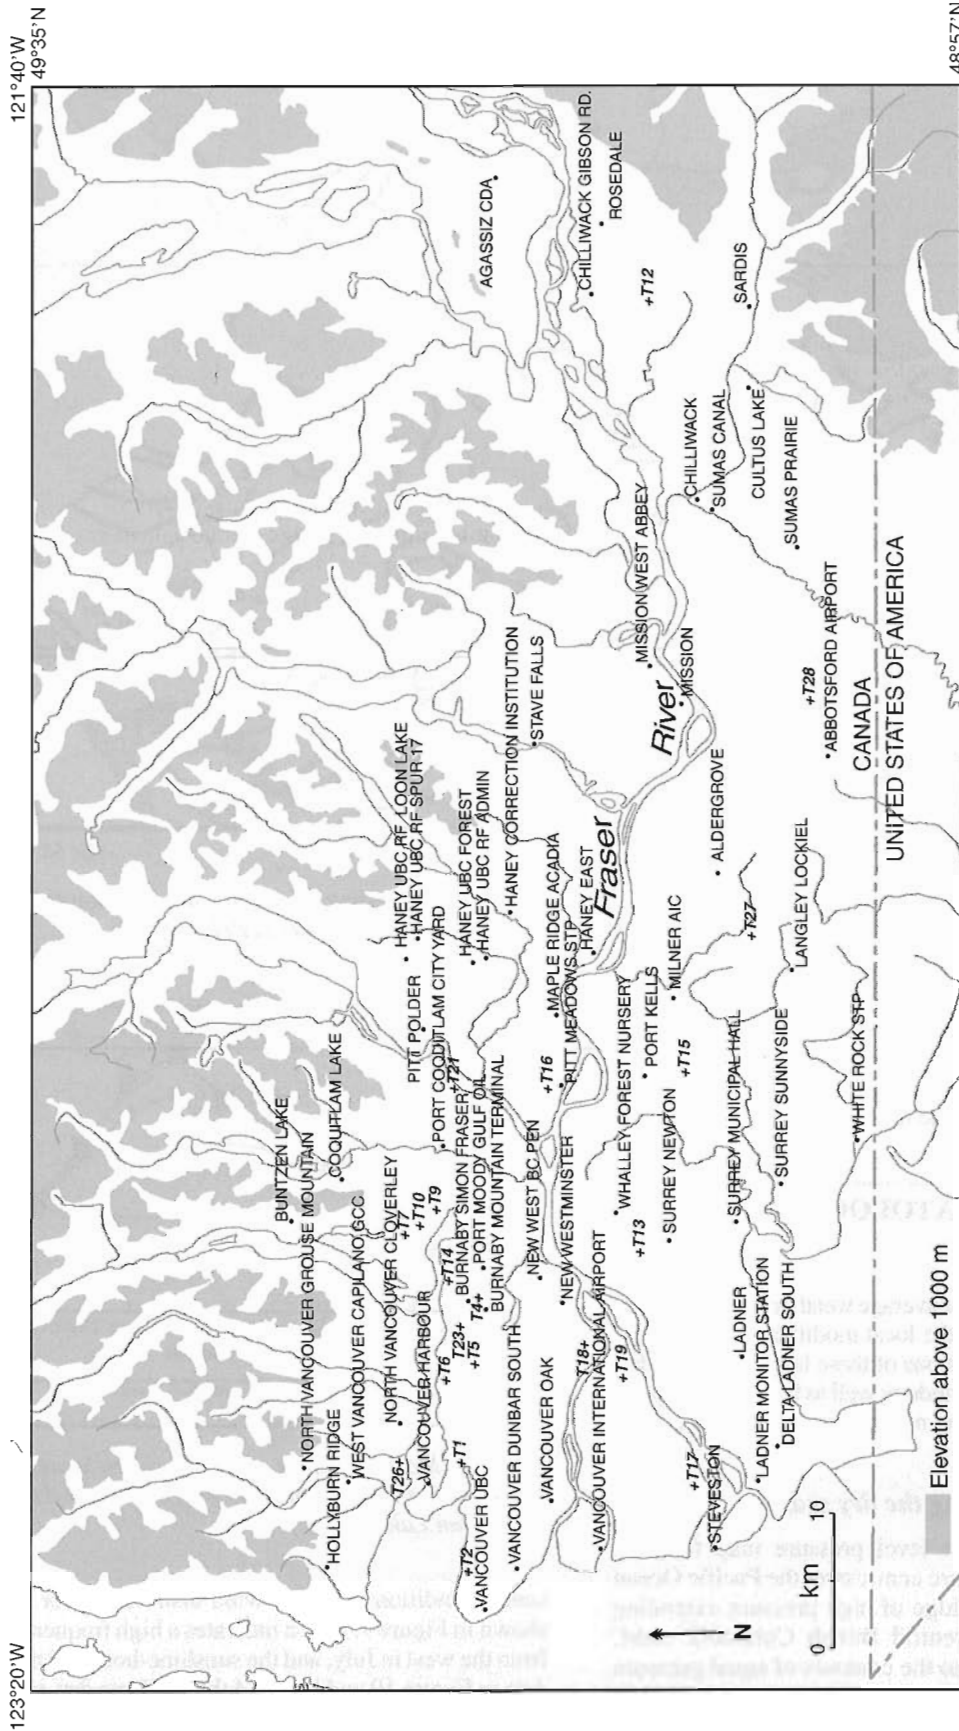 123°20'W
121°40'W
49°35'N
48°57'N
HOLLYBURN RIDGE
NORTH VANCOUVER GROUSE MOUNTAIN
WEST VANCOUVER CAPILANO GCC
NORTH VANCOUVER CLOVERLEY
BUNTZEN LAKE
COQUITLAM LAKE
T26+
VANCOUVER HARBOUR
+T7
+T10
+T9
+T2
VANCOUVER UBC
+T1
+T6
T23+
+T5
T4+
+T14
BURNABY SIMON FRASER
PORT MOODY GULF OIL
BURNABY MOUNTAIN TERMINAL
PITT POLDER
PORT COQUITLAM CITY YARD
+T21
HANEY UBC RF LOON LAKE
HANEY UBC RF SPUR 17
HANEY UBC FOREST
HANEY UBC RF ADMIN
HANEY CORRECTION INSTITUTION
STAVE FALLS
AGASSIZ CDA
VANCOUVER DUNBAR SOUTH
VANCOUVER OAK
NEW WEST BC PEN
NEW WESTMINSTER
+T16
MAPLE RIDGE ACADIA
PITT MEADOWS STP
HANEY EAST
Fraser
River
MISSION WEST ABBEY
MISSION
CHILLIWACK GIBSON RD.
ROSEDALE
+T12
VANCOUVER INTERNATIONAL AIRPORT
T18+
+T19
+T13
WHALLEY FOREST NURSERY
PORT KELLS
SURREY NEWTON
+T15
MILNER AIC
ALDERGROVE
CHILLIWACK
SUMAS CANAL
SARDIS
CULTUS LAKE
SUMAS PRAIRIE
+T17
STEVESTON
LADNER
LADNER MONITOR STATION
DELTA LADNER SOUTH
SURREY MUNICIPAL HALL
SURREY SUNNYSIDE
+T27
LANGLEY LOCKIEL
WHITE ROCK STP
+T28
ABBOTSFORD AIRPORT
CANADA
UNITED STATES OF AMERICA
N
km
0
10
Elevation above 1000 m